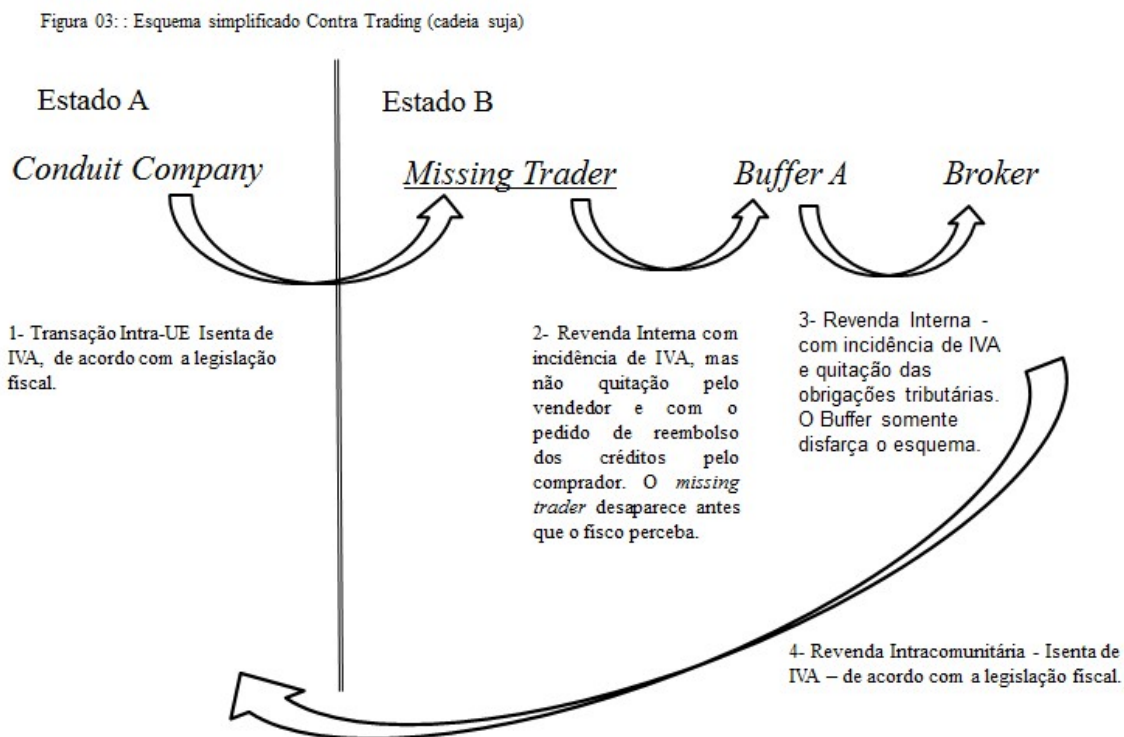 Figura 03: : Esquema simplificado Contra Trading (cadeia suja)
Estado A
Estado B
Conduit Company
Missing Trader
Buffer A
Broker
1- Transação Intra-UE Isenta de
IVA, de acordo com a legislação
fiscal.
2- Revenda Interna com
incidência de IVA, mas
não quitação pelo
vendedor e com o
pedido de reembolso
dos créditos pelo
comprador. O missing
trader desaparece antes
que o fisco perceba.
3- Revenda Interna -
com incidência de IVA
e quitação das
obrigações tributárias.
O Buffer somente
disfarça o esquema.
4- Revenda Intracomunitária - Isenta de
IVA – de acordo com a legislação fiscal.